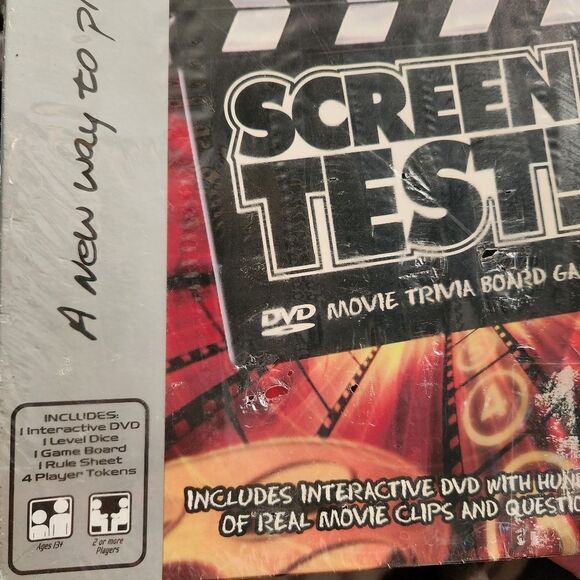 A New way to
SCREEN
TEST!
DVD MOVIE TRIVIA BOARD
4
INCLUDES:
1 Interactive DVD
1 Level Dice
1 Game Board
1 Rule Sheet
4 Player Tokens
Ages 13+
2 or more
Players
INCLUDES INTERACTIVE DVD WITH
OF REAL MOVIE CLIPS AND